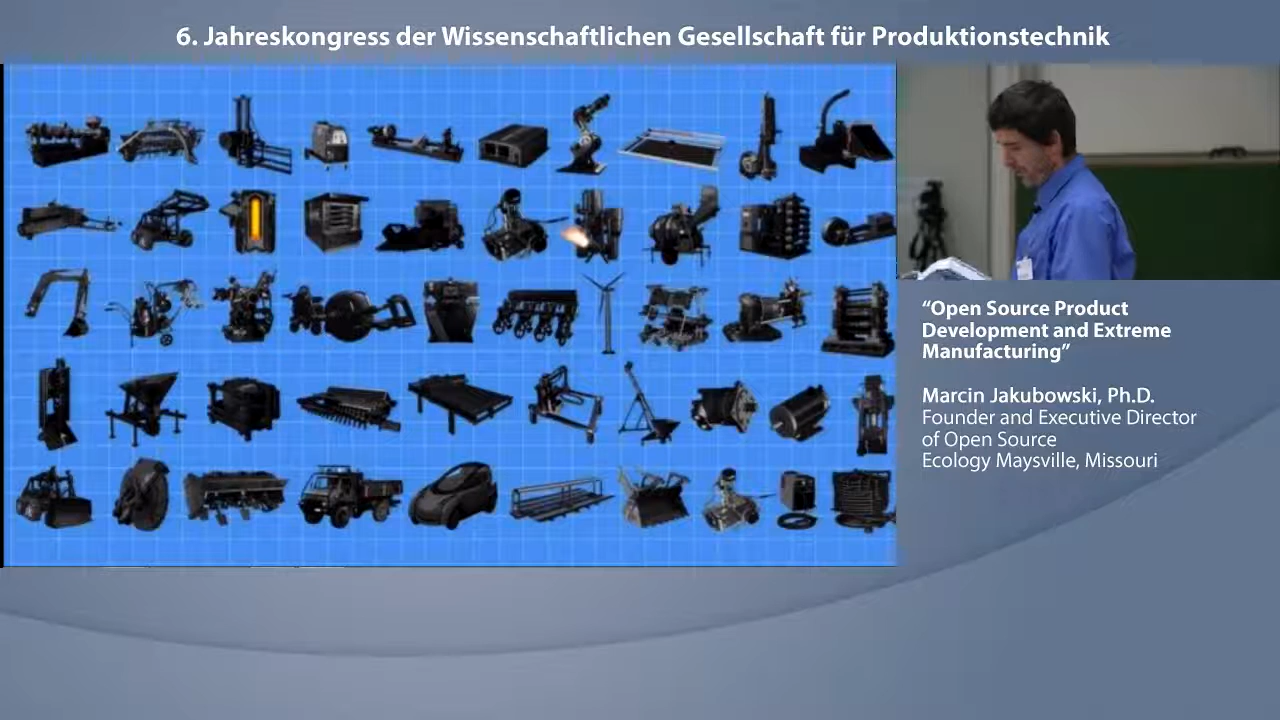 6. Jahreskongress der Wissenschaftlichen Gesellschaft für Produktionstechnik
“Open Source Product
Development and Extreme
Manufacturing”
Marcin Jakubowski, Ph.D.
Founder and Executive Director
of Open Source
Ecology Maysville, Missouri